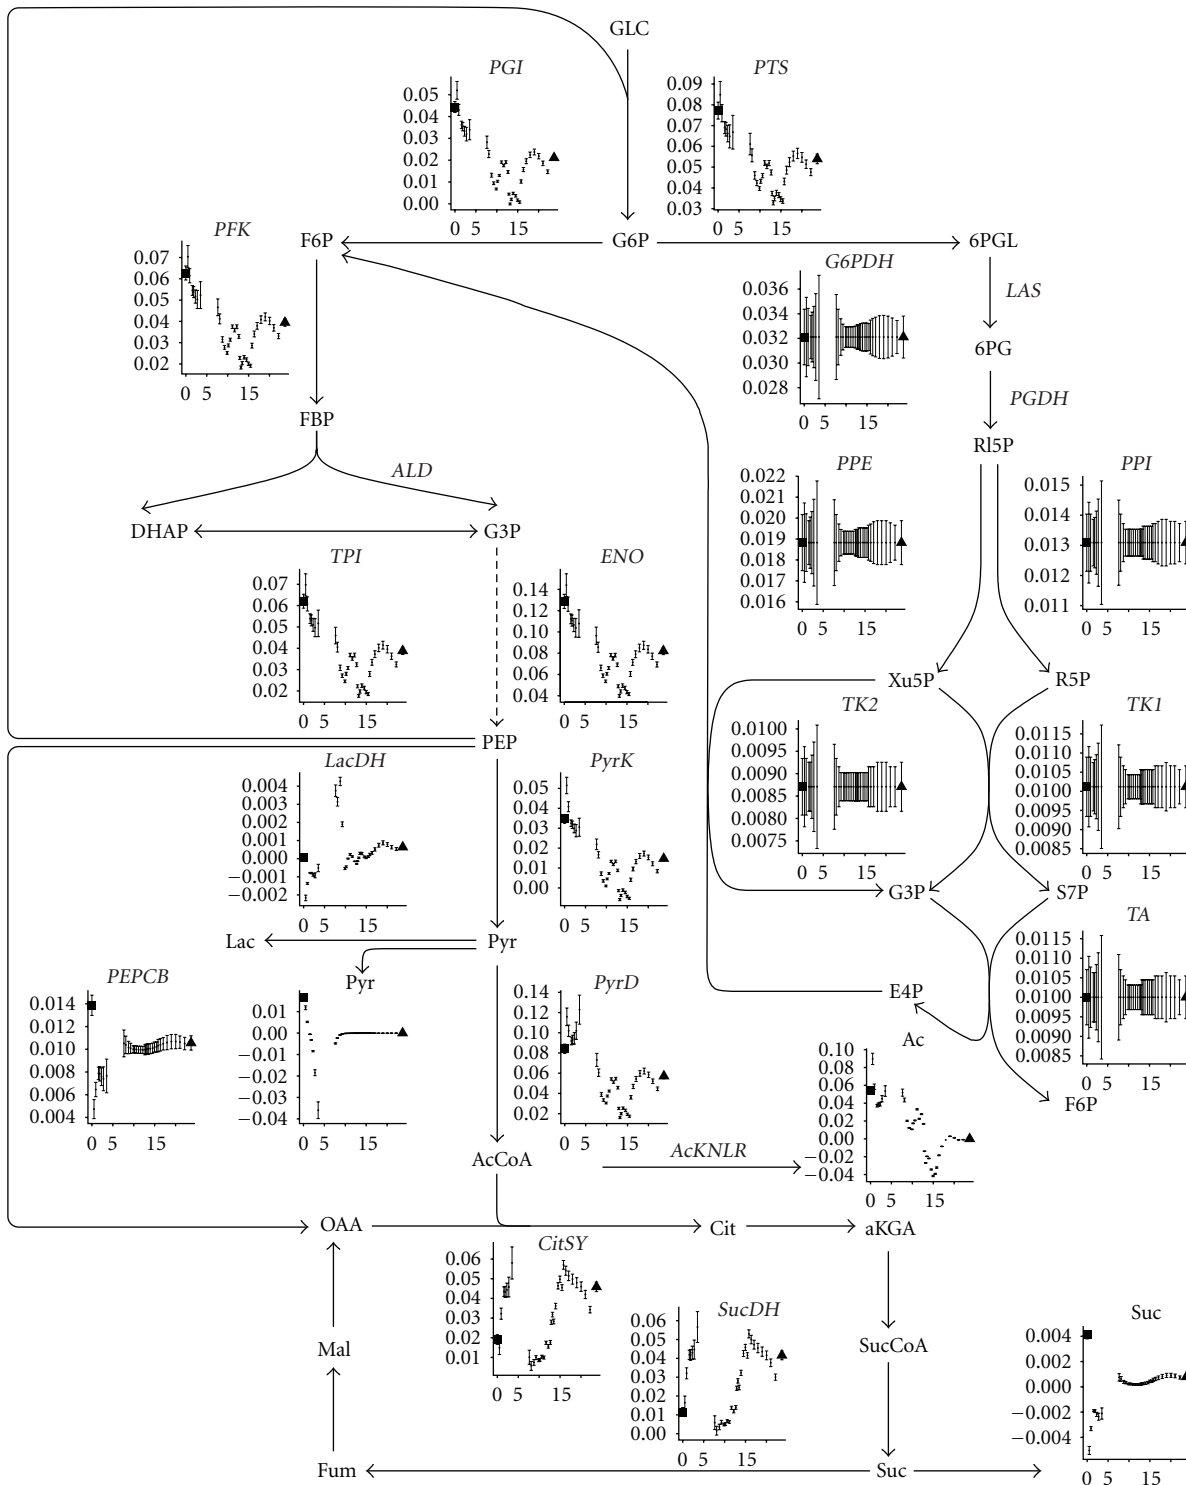 GLC
PGI
0.05
0.04
0.02
0.01
0.00
0 5 15
PTS
0.09
0.08
0.07
0.06
0.05
0.04
0.03
0 5 15
PFK
0.07
0.06
0.05
0.04
0.03
0.02
0 5 15
F6P
G6P
6PGL
G6PDH
0.036
0.035
0.033
0.032
0.030
0.028
0 5 15
LAS
6PG
PGDH
FBP
RI5P
ALD
PPE
0.022
0.021
0.019
0.019
0.018
0.017
0.016
0 5 15
PPI
0.015
0.014
0.013
0.012
0.011
0 5 15
DHAP
G3P
TPI
0.07
0.06
0.05
0.04
0.03
0.02
0 5 15
ENO
0.14
0.12
0.10
0.08
0.06
0.04
0 5 15
Xu5P
R5P
TK2
0.0100
0.0095
0.0090
0.0085
0.0080
0.0075
0 5 15
TK1
0.0115
0.0110
0.0105
0.0100
0.0095
0.0090
0.0085
0 5 15
PEP
LacDH
0.004
0.003
0.002
0.001
0.000
−0.001
−0.002
0 5 15
PyrK
0.05
0.04
0.03
0.02
0.01
0.00
0 5 15
G3P
S7P
TA
0.0115
0.0110
0.0105
0.0100
0.0095
0.0090
0.0085
0 5 15
Lac
Pyr
PEPCB
0.014
0.012
0.010
0.008
0.006
0.004
0 5 15
Pyr
0.01
0.00
−0.01
−0.02
−0.03
−0.04
0 5 15
PyrD
0.14
0.12
0.10
0.08
0.06
0.04
0.02
0 5 15
E4P
Ac
0.10
0.08
0.06
0.04
0.02
0.00
−0.02
−0.04
0 5 15
F6P
AcCoA
AcKNLR
OAA
Cit
aKGA
CitSY
0.06
0.05
0.04
0.03
0.02
0.01
0 5 15
SucDH
0.06
0.05
0.04
0.03
0.02
0.01
0.00
0 5 15
Suc
0.004
0.002
0.000
−0.002
−0.004
0 5 15
Mal
SucCoA
Fum
Suc